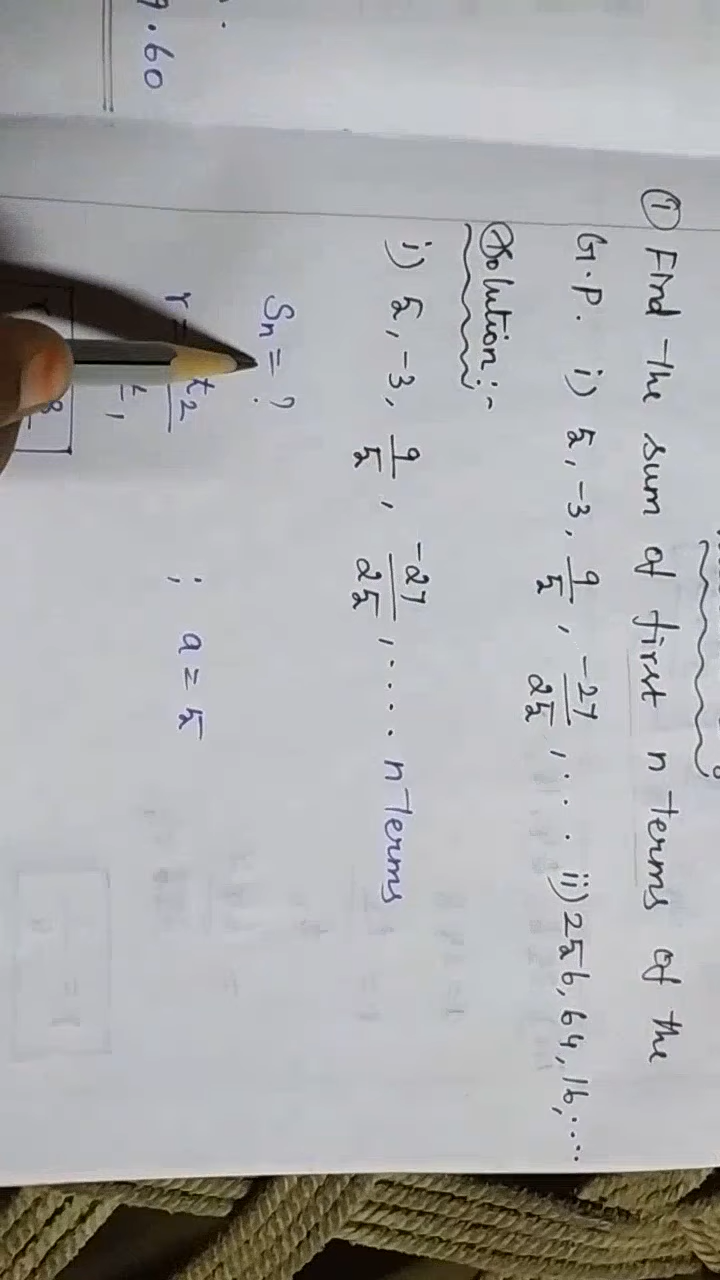 ① Find the sum of first n terms of the
G.P. i) 5, -3, 9/5, -27/25, ... ii) 256, 64, 16, ...
Solution:-
i) 5, -3, 9/5, -27/25, .... n terms
Sn = ?
r = t2/t1 ; a = 5
.60